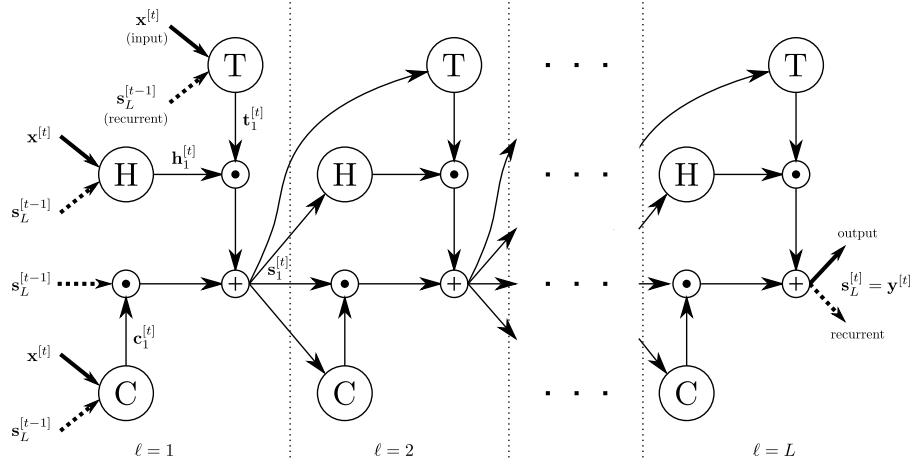 x^{[t]}
(input)
T
T
. . .
T
s_L^{[t−1]}
(recurrent)
t_1^{[t]}
x^{[t]}
h_1^{[t]}
H
H
. . .
H
s_L^{[t−1]}
output
s_L^{[t−1]}
+
s_1^{[t]}
+
+
s_L^{[t]} = y^{[t]}
recurrent
c_1^{[t]}
x^{[t]}
C
C
. . .
C
s_L^{[t−1]}
ℓ = 1
ℓ = 2
ℓ = L